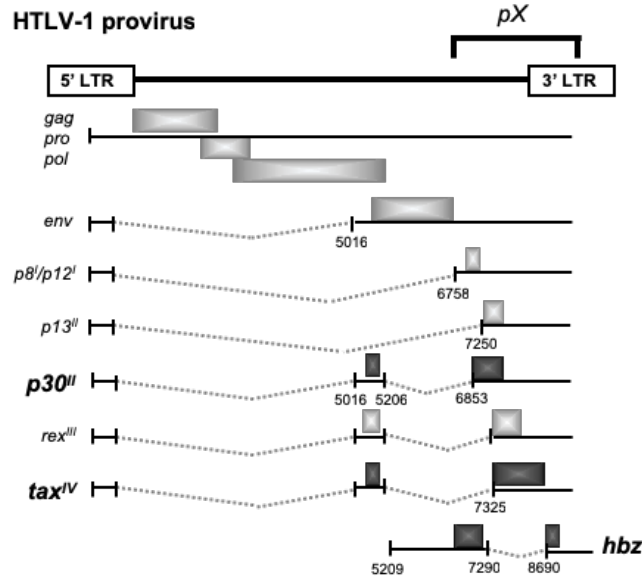 HTLV-1 provirus
pX
5’ LTR
3’ LTR
gag
pro
pol
env
5016
p8ᴵ/p12ᴵ
6758
p13ᴵᴵ
7250
p30ᴵᴵ
5016 5206 6853
rexᴵᴵᴵ
taxᴵⱽ
7325
hbz
5209 7290 8690